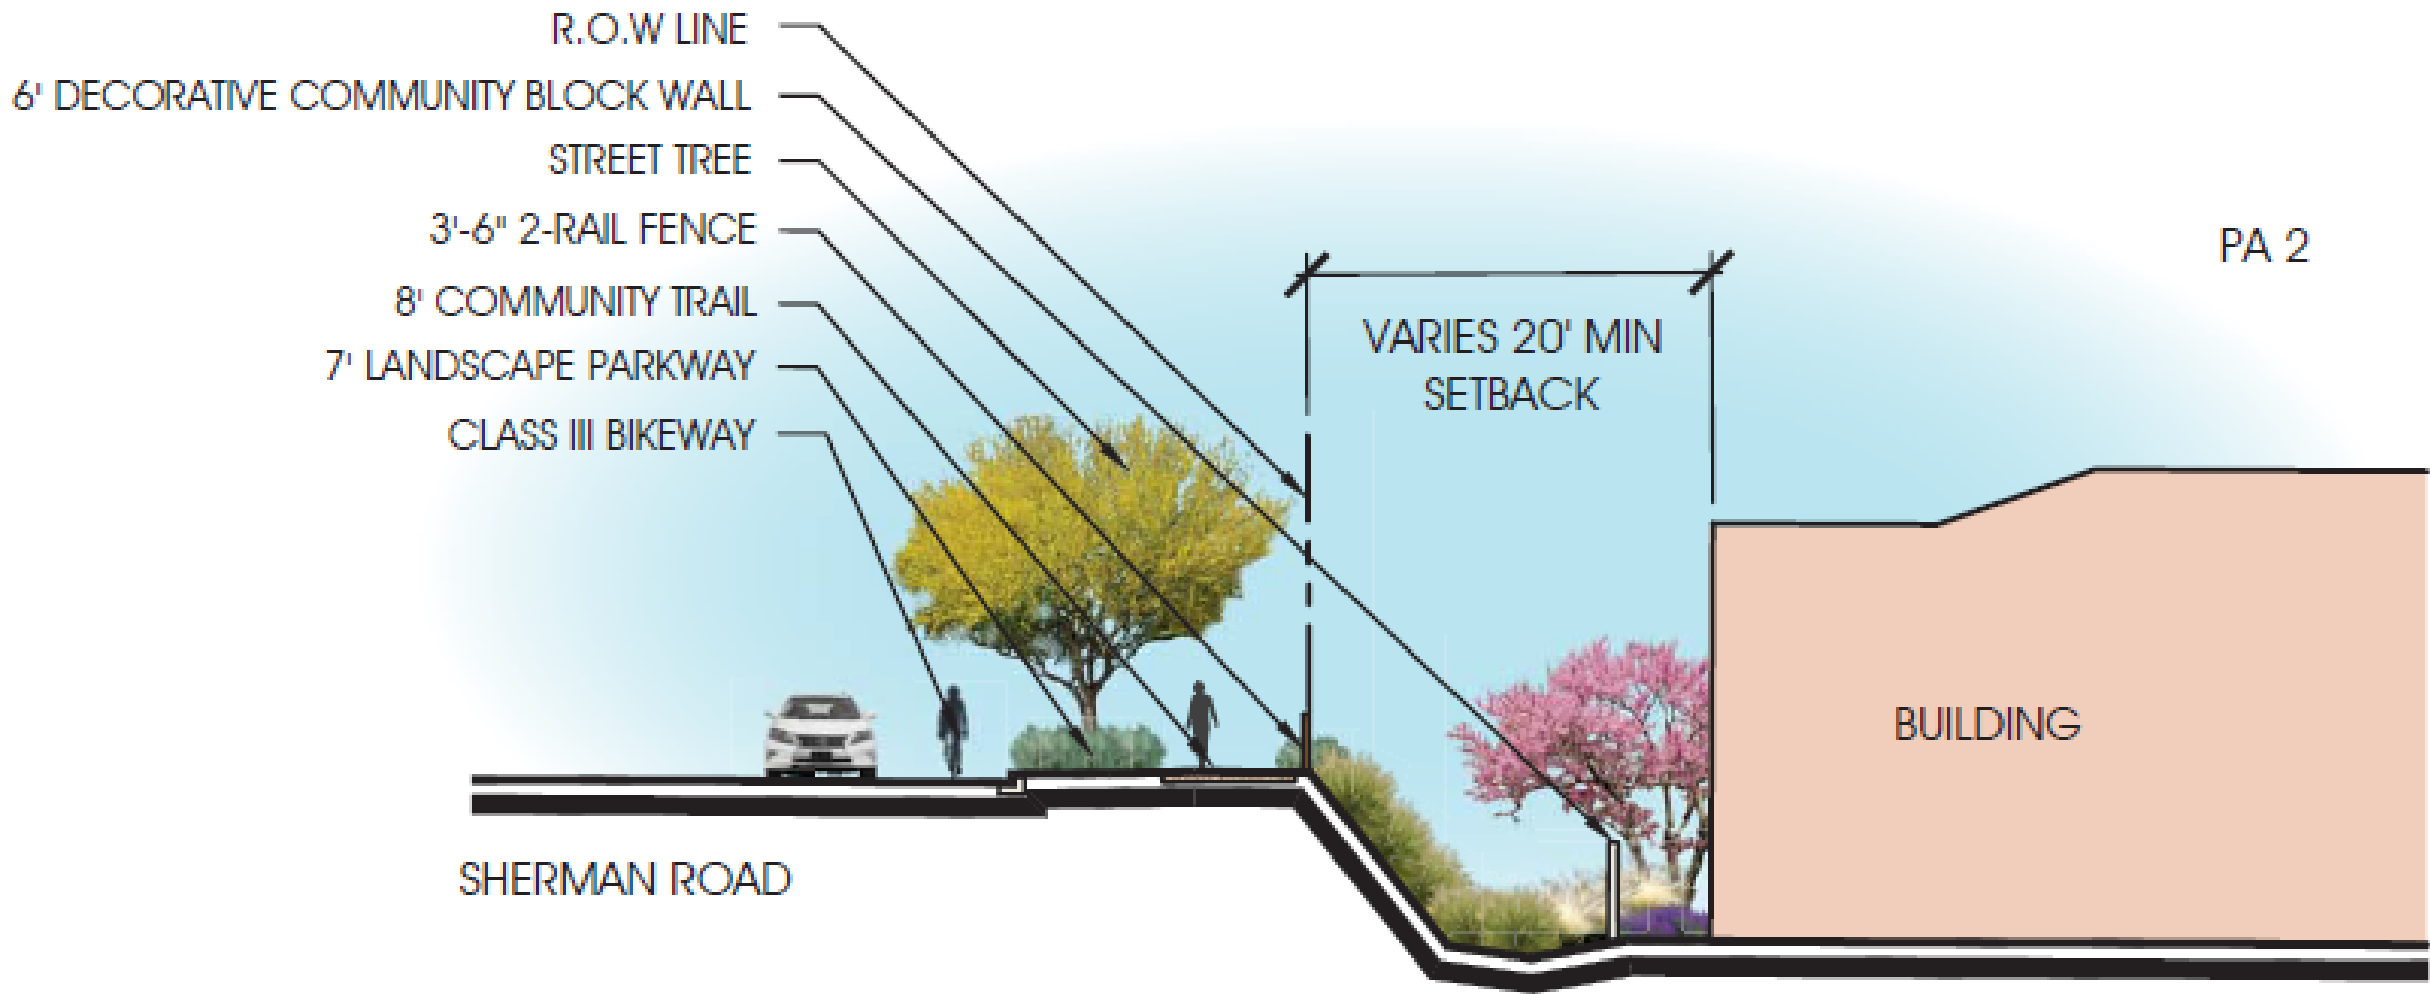 R.O.W LINE
6' DECORATIVE COMMUNITY BLOCK WALL
STREET TREE
3'-6" 2-RAIL FENCE
8' COMMUNITY TRAIL
7' LANDSCAPE PARKWAY
CLASS III BIKEWAY
PA 2
VARIES 20' MIN
SETBACK
BUILDING
SHERMAN ROAD